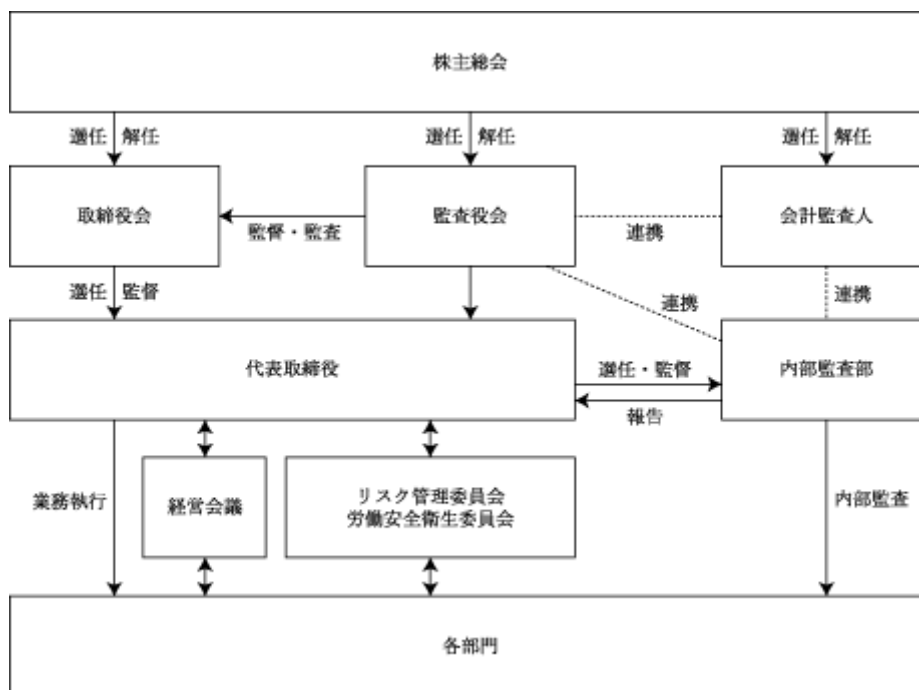 株主総会
選任 解任
選任 解任
選任 解任
取締役会
監督・監査
監査役会
連携
会計監査人
選任 監督
連携
連携
代表取締役
選任・監督
報告
内部監査部
業務執行
経営会議
リスク管理委員会
労働安全衛生委員会
内部監査
各部門